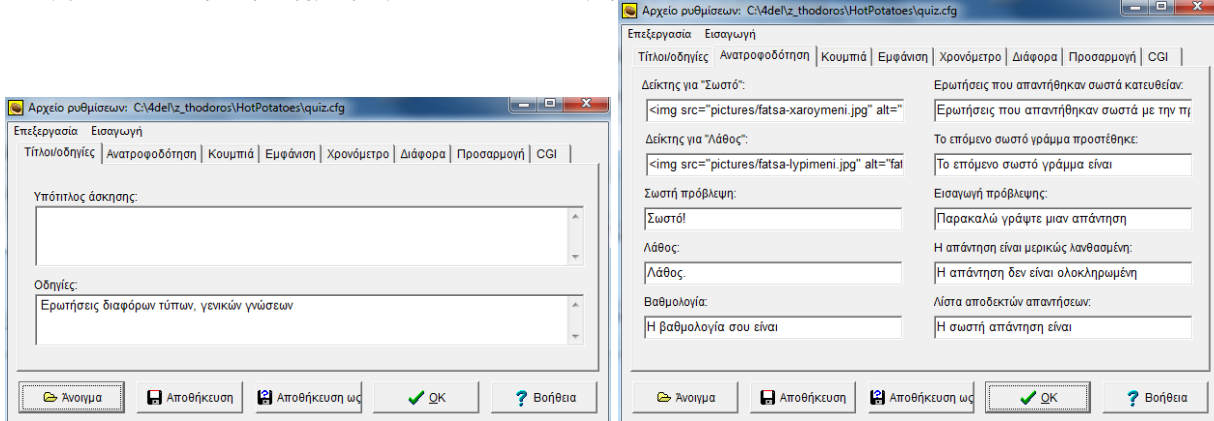 Αρχείο ρυθμίσεων: C:\4del\z_thodoros\HotPotatoes\quiz.cfg
Επεξεργασία Εισαγωγή
Τίτλοι/οδηγίες Ανατροφοδότηση Κουμπιά Εμφάνιση Χρονόμετρο Διάφορα Προσαρμογή CGI
Υπότιτλος άσκησης:
Οδηγίες:
Ερωτήσεις διαφόρων τύπων, γενικών γνώσεων
Άνοιγμα Αποθήκευση Αποθήκευση ως OK Βοήθεια
Αρχείο ρυθμίσεων: C:\4del\z_thodoros\HotPotatoes\quiz.cfg
Επεξεργασία Εισαγωγή
Τίτλοι/οδηγίες Ανατροφοδότηση Κουμπιά Εμφάνιση Χρονόμετρο Διάφορα Προσαρμογή CGI
Δείκτης για "Σωστό": Ερωτήσεις που απαντήθηκαν σωστά κατευθείαν:
<img src="pictures/fatsa-xaroymeni.jpg" alt=" Ερωτήσεις που απαντήθηκαν σωστά με την
Δείκτης για "Λάθος": Το επόμενο σωστό γράμμα προστέθηκε:
<img src="pictures/fatsa-lypimeni.jpg" alt="fat Το επόμενο σωστό γράμμα είναι
Σωστή πρόβλεψη: Εισαγωγή πρόβλεψης:
Σωστό! Παρακαλώ γράψτε μιαν απάντηση
Λάθος: Η απάντηση είναι μερικώς λανθασμένη:
Λάθος. Η απάντηση δεν είναι ολοκληρωμένη
Βαθμολογία: Λίστα αποδεκτών απαντήσεων:
Η βαθμολογία σου είναι Η σωστή απάντηση είναι
Άνοιγμα Αποθήκευση Αποθήκευση ως OK Βοήθεια